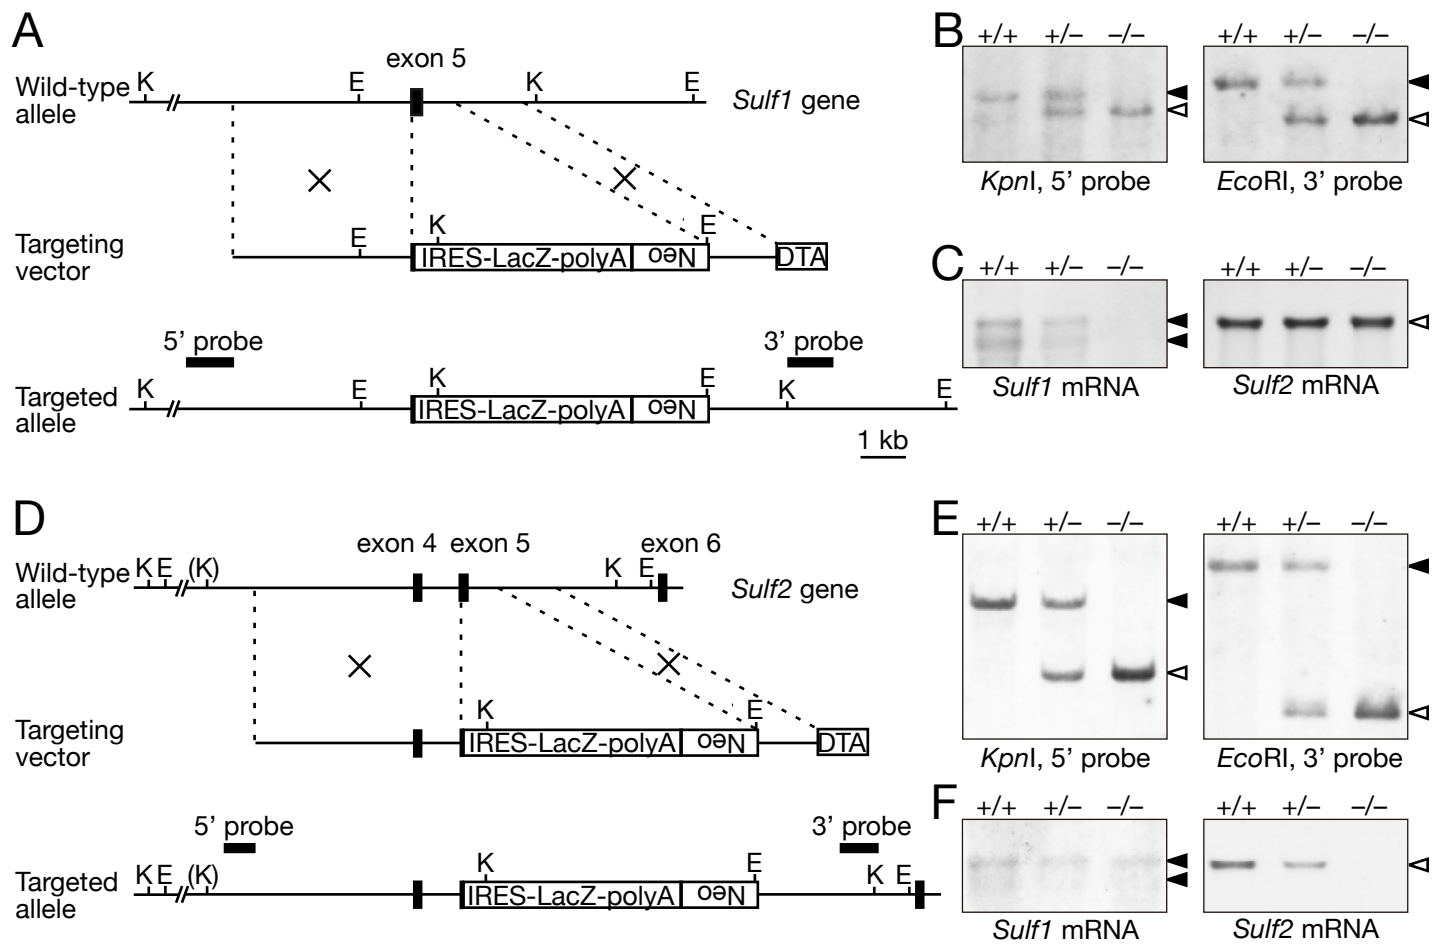 A
exon 5
Wild-type allele
K
E
K
E
Sulf1 gene
Targeting vector
E
K
E
IRES-LacZ-polyA
Neo
DTA
5' probe
3' probe
Targeted allele
K
E
K
E
K
E
IRES-LacZ-polyA
Neo
1 kb
B
+/+ +/− −/−
+/+ +/− −/−
KpnI, 5' probe
EcoRI, 3' probe
C
+/+ +/− −/−
+/+ +/− −/−
Sulf1 mRNA
Sulf2 mRNA
D
exon 4 exon 5
exon 6
Wild-type allele
K E (K)
K E
Sulf2 gene
Targeting vector
K
E
IRES-LacZ-polyA
Neo
DTA
5' probe
3' probe
Targeted allele
K E (K)
K
E
K E
IRES-LacZ-polyA
Neo
E
+/+ +/− −/−
+/+ +/− −/−
KpnI, 5' probe
EcoRI, 3' probe
F
+/+ +/− −/−
+/+ +/− −/−
Sulf1 mRNA
Sulf2 mRNA